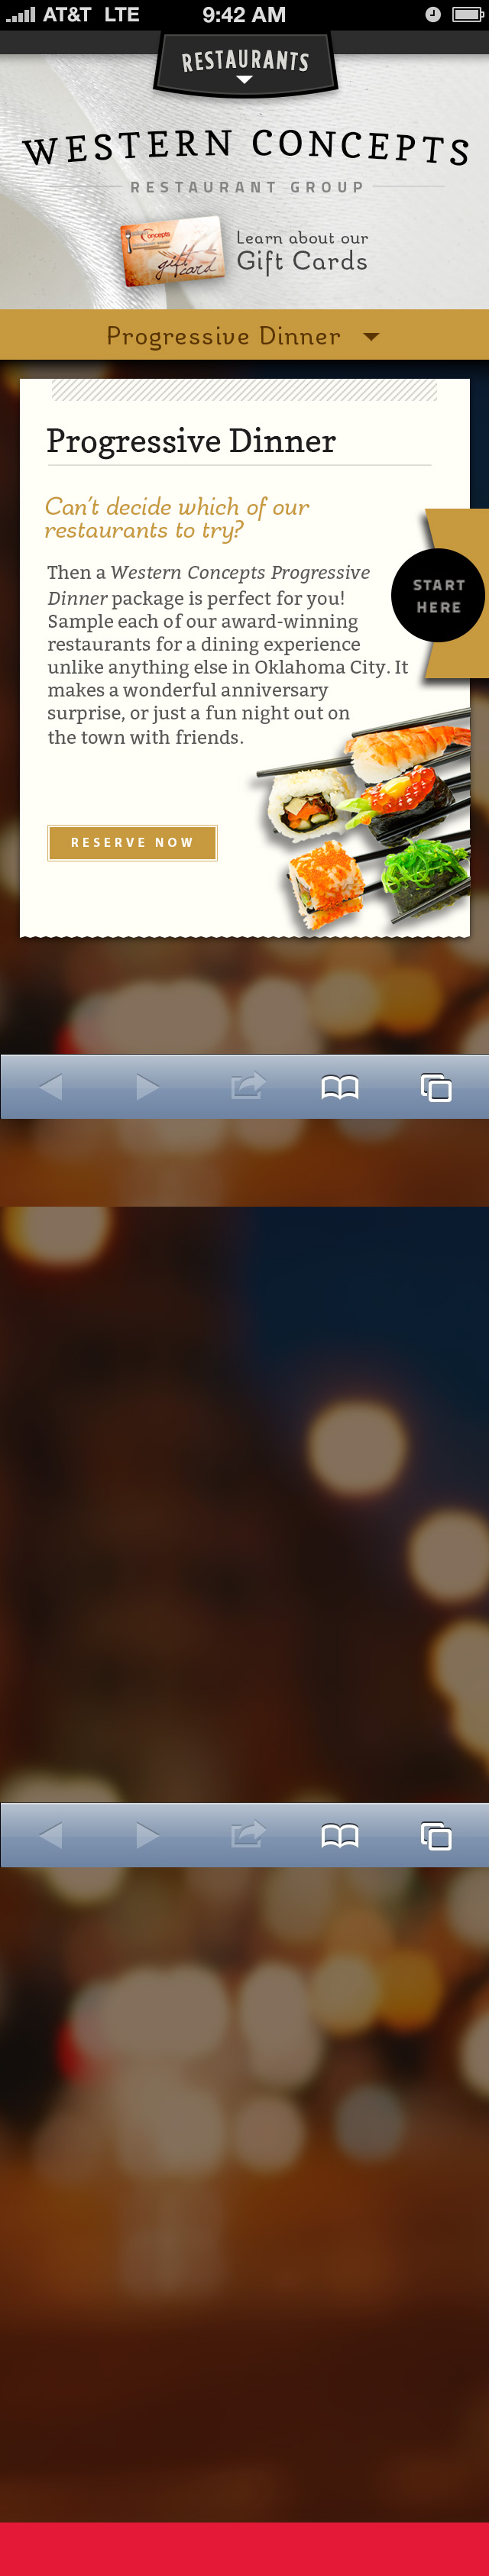 AT&T LTE 9:42 AM
RESTAURANTS
WESTERN CONCEPTS
RESTAURANT GROUP
concepts
gift card
Learn about our
Gift Cards
Progressive Dinner
Progressive Dinner
Can't decide which of our
restaurants to try?
Then a Western Concepts Progressive
Dinner package is perfect for you!
Sample each of our award-winning
restaurants for a dining experience
unlike anything else in Oklahoma City. It
makes a wonderful anniversary
surprise, or just a fun night out on
the town with friends.
START
HERE
RESERVE NOW